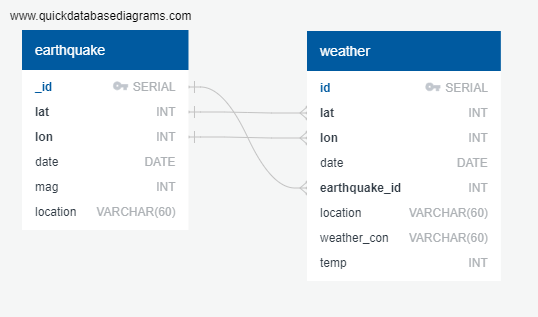 www.quickdatabasediagrams.com
earthquake
_id SERIAL
lat INT
lon INT
date DATE
mag INT
location VARCHAR(60)
weather
id SERIAL
lat INT
lon INT
date DATE
earthquake_id INT
location VARCHAR(60)
weather_con VARCHAR(60)
temp INT